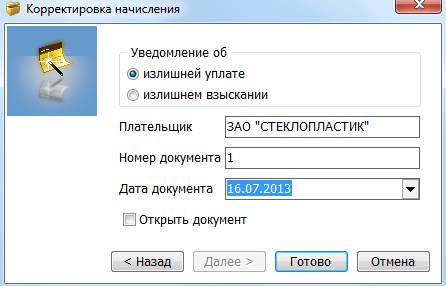 Корректировка начисления
Уведомление об
излишней уплате
излишнем взыскании
Плательщик ЗАО "СТЕКЛОПЛАСТИК"
Номер документа 1
Дата документа 16.07.2013
Открыть документ
< Назад Далее > Готово Отмена